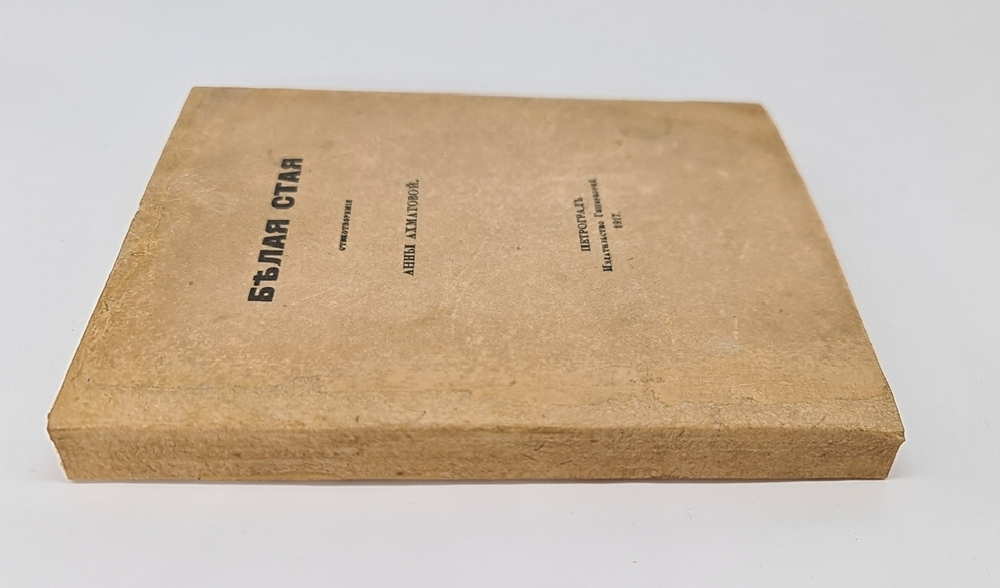 БѢЛАЯ СТАЯ
СТИХОТВОРЕНІЯ
АННЫ АХМАТОВОЙ.
ПЕТРОГРАДЪ
Издательство Гиперборей.
1917.